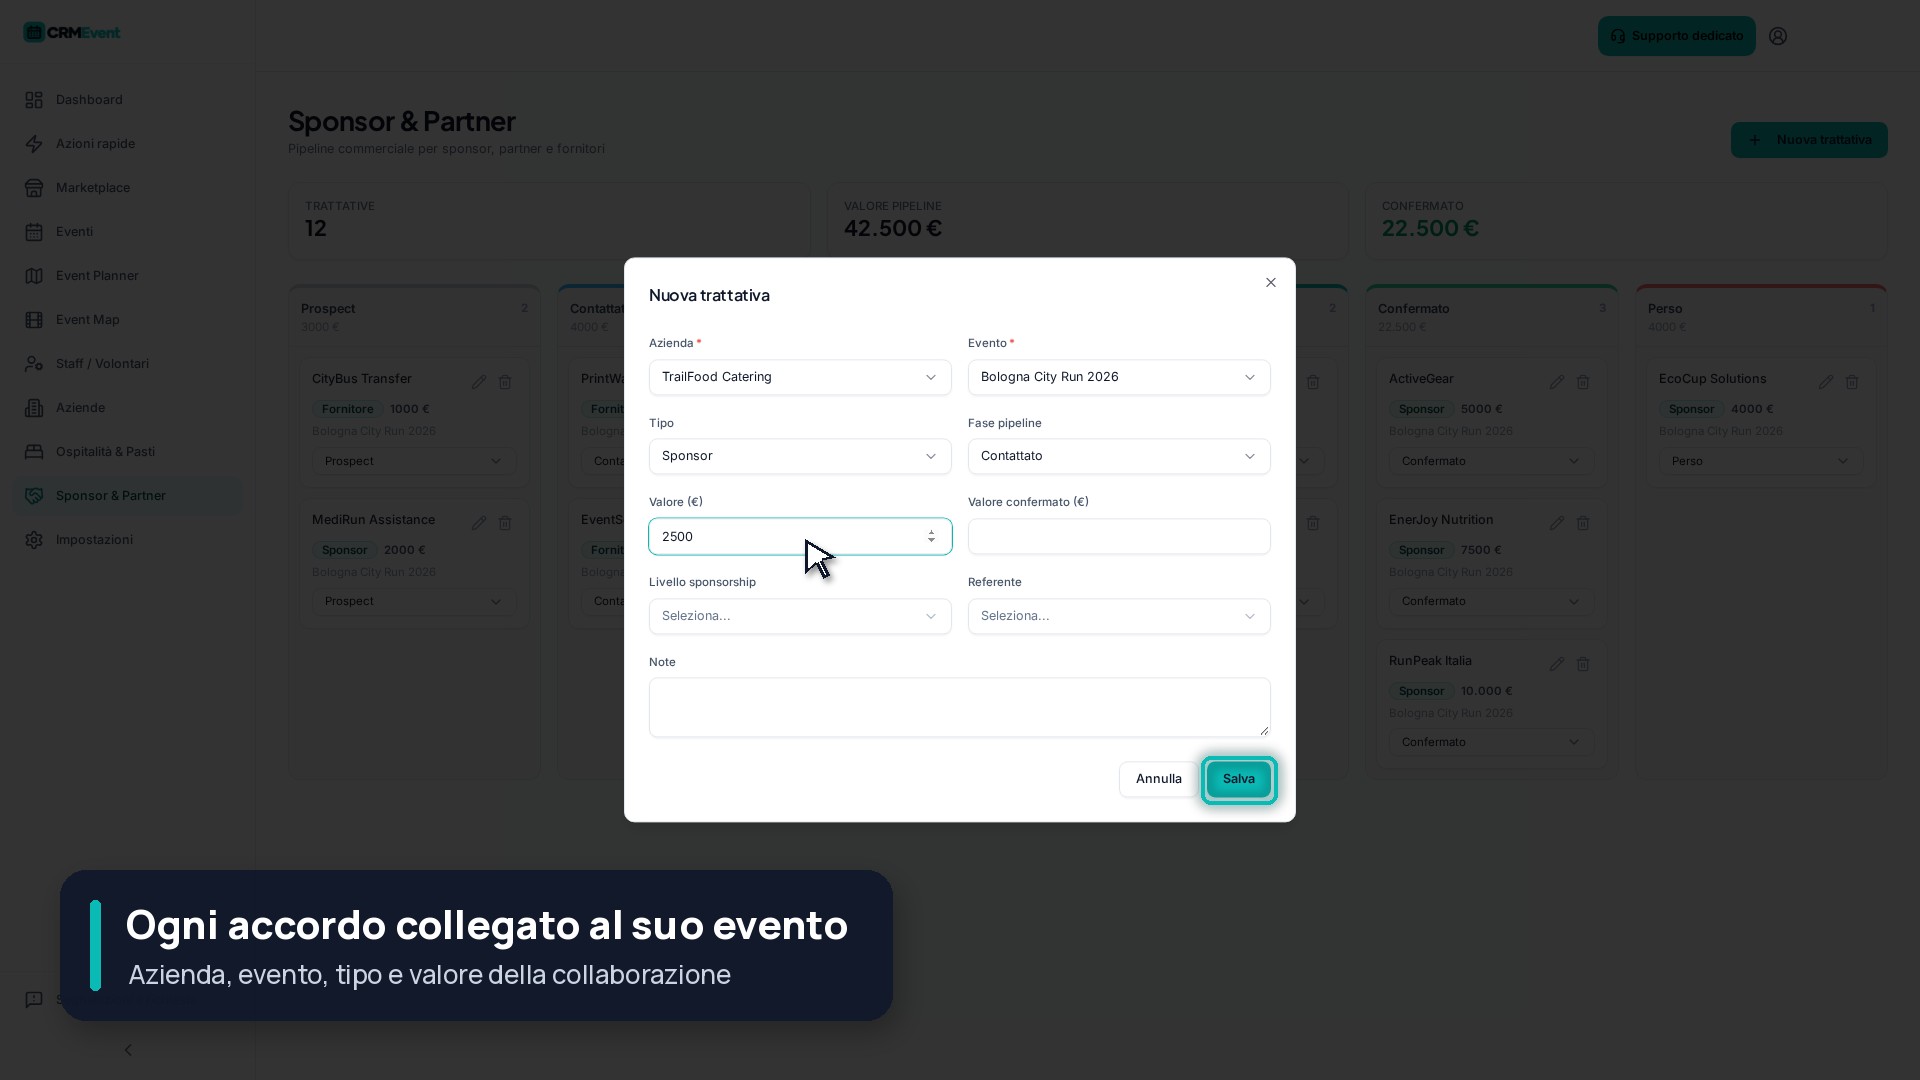 CRMEvent
Supporto dedicato
Dashboard
Azioni rapide
Marketplace
Eventi
Event Planner
Event Map
Staff / Volontari
Aziende
Ospitalità & Pasti
Sponsor & Partner
Impostazioni
Sponsor & Partner
Pipeline commerciale per sponsor, partner e fornitori
Nuova trattativa
TRATTATIVE
12
VALORE PIPELINE
42.500 €
CONFERMATO
22.500 €
Prospect 2
3000 €
CityBus Transfer
Fornitore 1000 €
Bologna City Run 2026
Prospect
MediRun Assistance
Sponsor 2000 €
Bologna City Run 2026
Prospect
4000 €
2
Nuova trattativa
Azienda * Evento *
TrailFood Catering Bologna City Run 2026
Tipo Fase pipeline
Sponsor Contattato
Valore (€) Valore confermato (€)
2500
Livello sponsorship Referente
Seleziona... Seleziona...
Note
Annulla Salva
Confermato 3
22.500 €
ActiveGear
Sponsor 5000 €
Bologna City Run 2026
Confermato
EnerJoy Nutrition
Sponsor 7500 €
Bologna City Run 2026
Confermato
RunPeak Italia
Sponsor 10.000 €
Bologna City Run 2026
Confermato
Perso 1
4000 €
EcoCup Solutions
Sponsor 4000 €
Bologna City Run 2026
Perso
Ogni accordo collegato al suo evento
Azienda, evento, tipo e valore della collaborazione